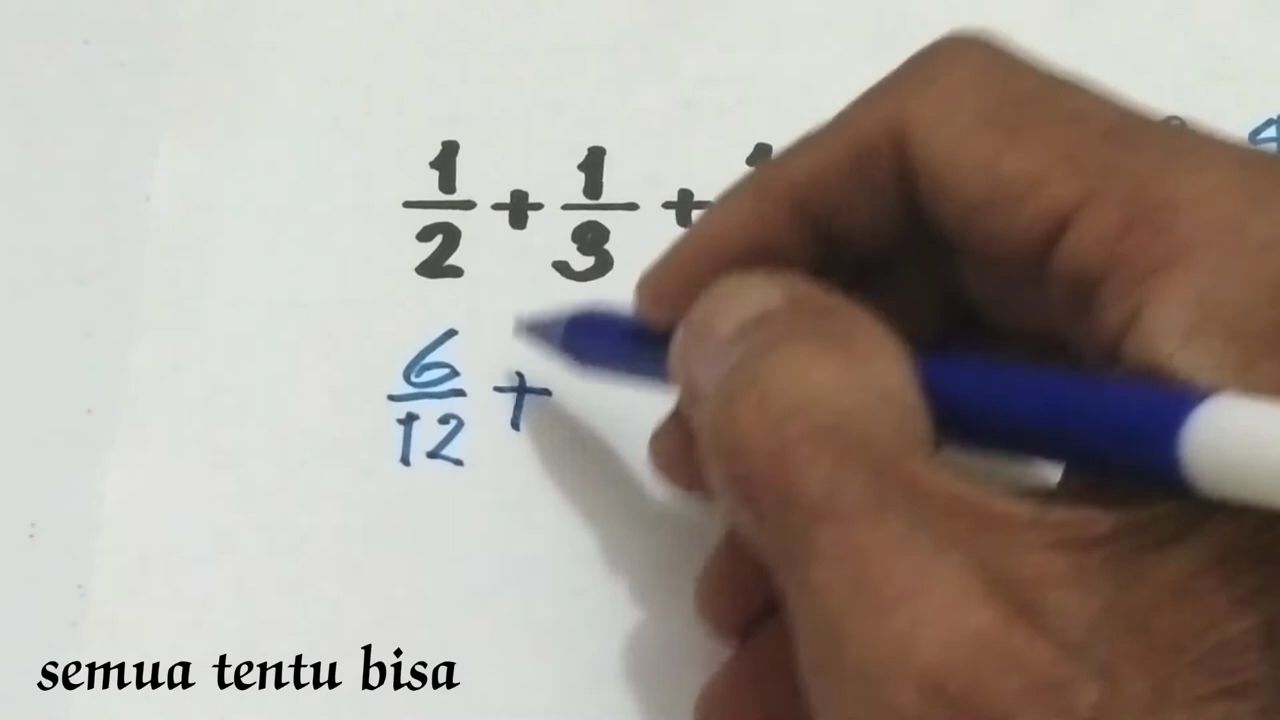 1/2 + 1/3 +
6/12 +
semua tentu bisa